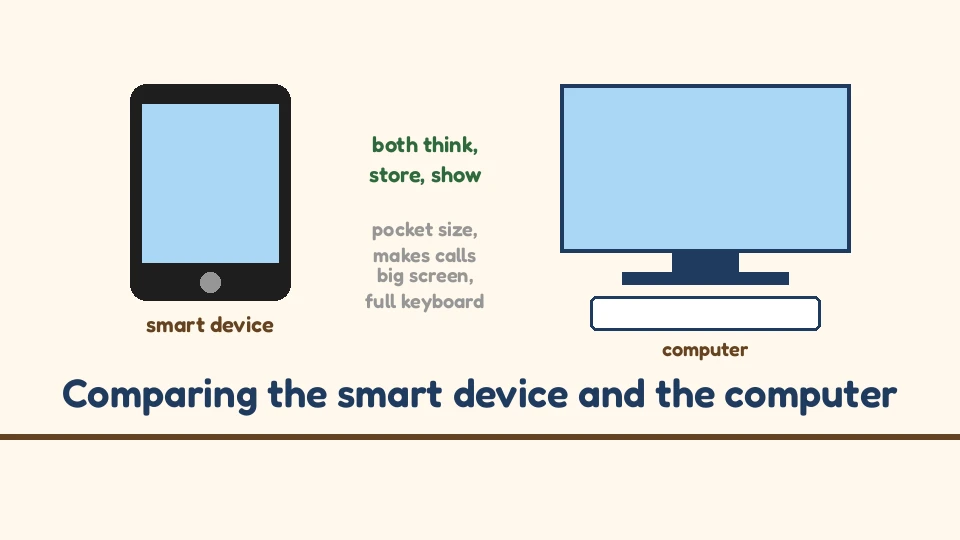 both think,
store, show
pocket size,
makes calls
big screen,
full keyboard
smart device
computer
Comparing the smart device and the computer